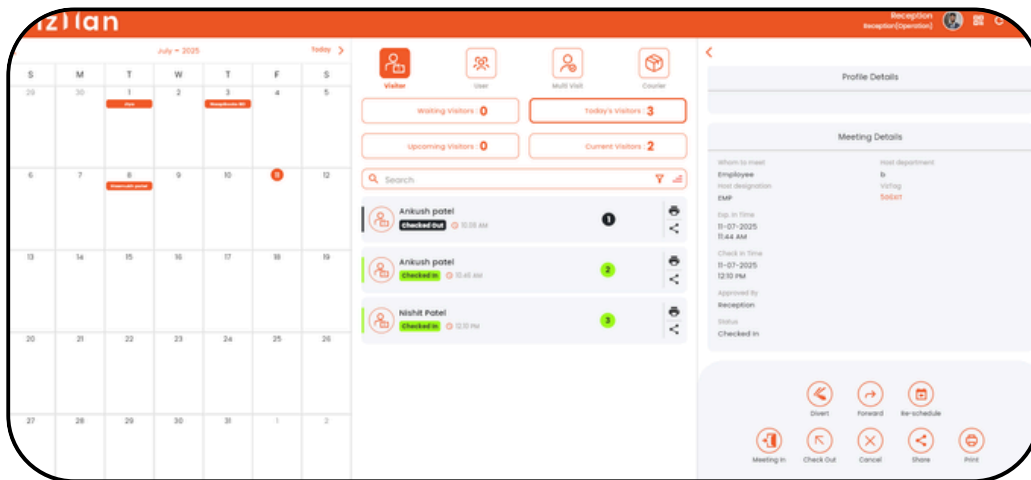 Reception
Reception(Operation)
July - 2025
Today
S M T W T F S
29 30 1 2 3 4 5
6 7 8 9 10 11 12
13 14 15 16 17 18 19
20 21 22 23 24 25 26
27 28 29 30 31 1 2
Visitor
User
Multi Visit
Courier
Waiting Visitors : 0
Today's Visitors : 3
Upcoming Visitors : 0
Current Visitors : 2
Search
Ankush patel
Checked Out 10:38 AM
1
Ankush patel
Checked In 10:40 AM
2
Nishit Patel
Checked In 12:10 PM
3
Profile Details
Meeting Details
Whom to meet
Employee
Host department
b
Host designation
EMP
VizTag
Exp. In Time
11-07-2025
11:44 AM
Check In Time
11-07-2025
12:10 PM
Approved By
Reception
Status
Checked In
Divert
Forward
Re-schedule
Meeting In
Check Out
Cancel
Share
Print